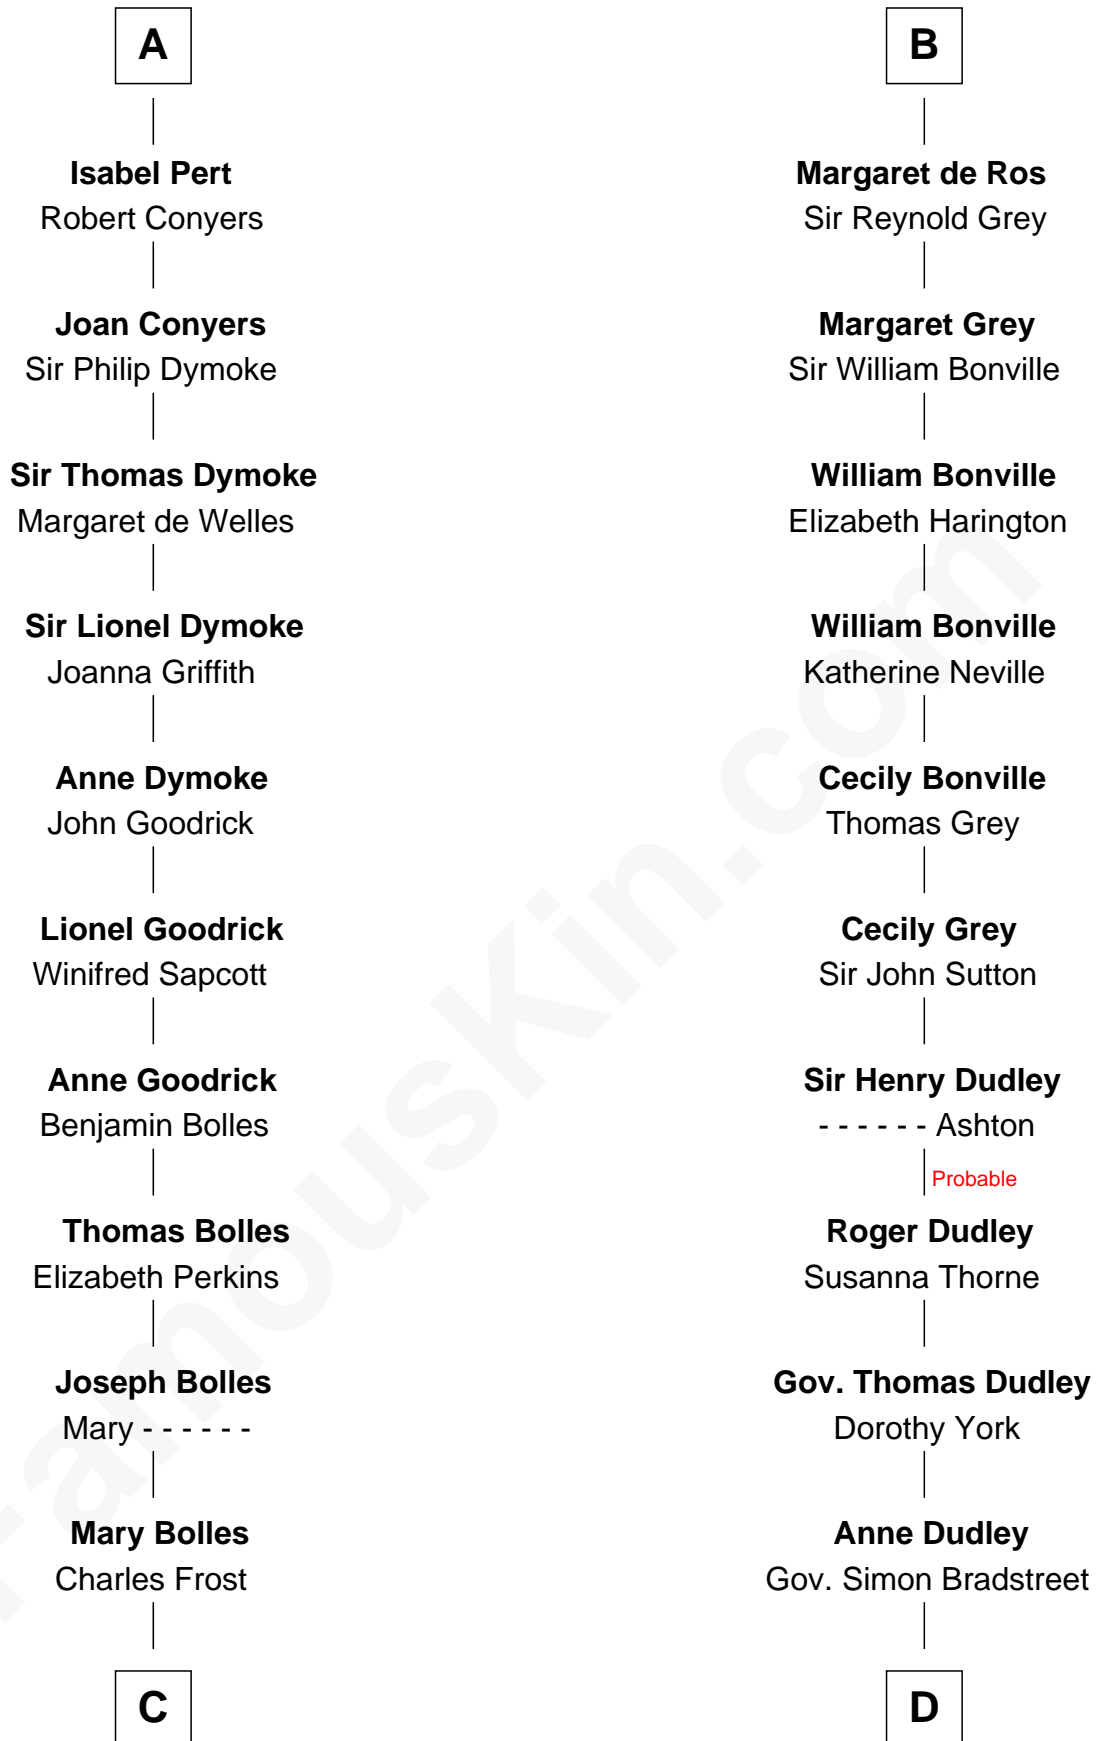 A
Isabel Pert
Robert Conyers
Joan Conyers
Sir Philip Dymoke
Sir Thomas Dymoke
Margaret de Welles
Sir Lionel Dymoke
Joanna Griffith
Anne Dymoke
John Goodrick
Lionel Goodrick
Winifred Sapcott
Anne Goodrick
Benjamin Bolles
Thomas Bolles
Elizabeth Perkins
Joseph Bolles
Mary - - - - - -
Mary Bolles
Charles Frost
C
B
Margaret de Ros
Sir Reynold Grey
Margaret Grey
Sir William Bonville
William Bonville
Elizabeth Harington
William Bonville
Katherine Neville
Cecily Bonville
Thomas Grey
Cecily Grey
Sir John Sutton
Sir Henry Dudley
- - - - - - Ashton
Probable
Roger Dudley
Susanna Thorne
Gov. Thomas Dudley
Dorothy York
Anne Dudley
Gov. Simon Bradstreet
D
FamousKin.com